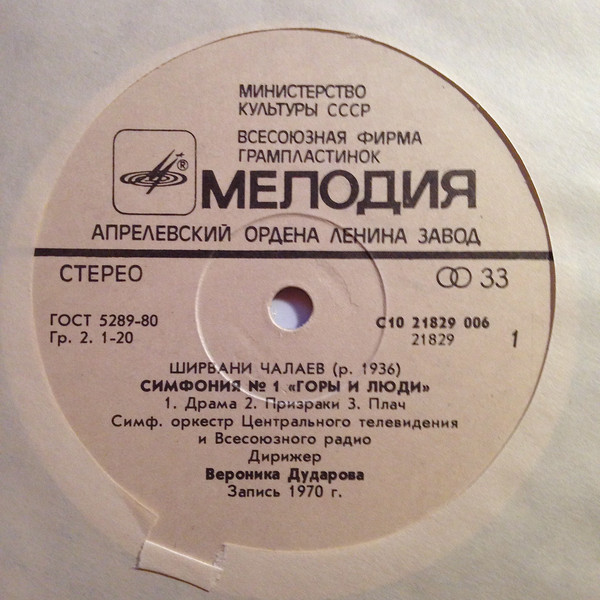 МИНИСТЕРСТВО
КУЛЬТУРЫ СССР
ВСЕСОЮЗНАЯ ФИРМА
ГРАМПЛАСТИНОК
®
МЕЛОДИЯ
АПРЕЛЕВСКИЙ ОРДЕНА ЛЕНИНА ЗАВОД
СТЕРЕО 33
ГОСТ 5289-80 С10 21829 006
Гр. 2. 1-20 21829 1
ШИРВАНИ ЧАЛАЕВ (р. 1936)
СИМФОНИЯ № 1 «ГОРЫ И ЛЮДИ»
1. Драма 2. Призраки 3. Плач
Симф. оркестр Центрального телевидения
и Всесоюзного радио
Дирижер
Вероника Дударова
Запись 1970 г.